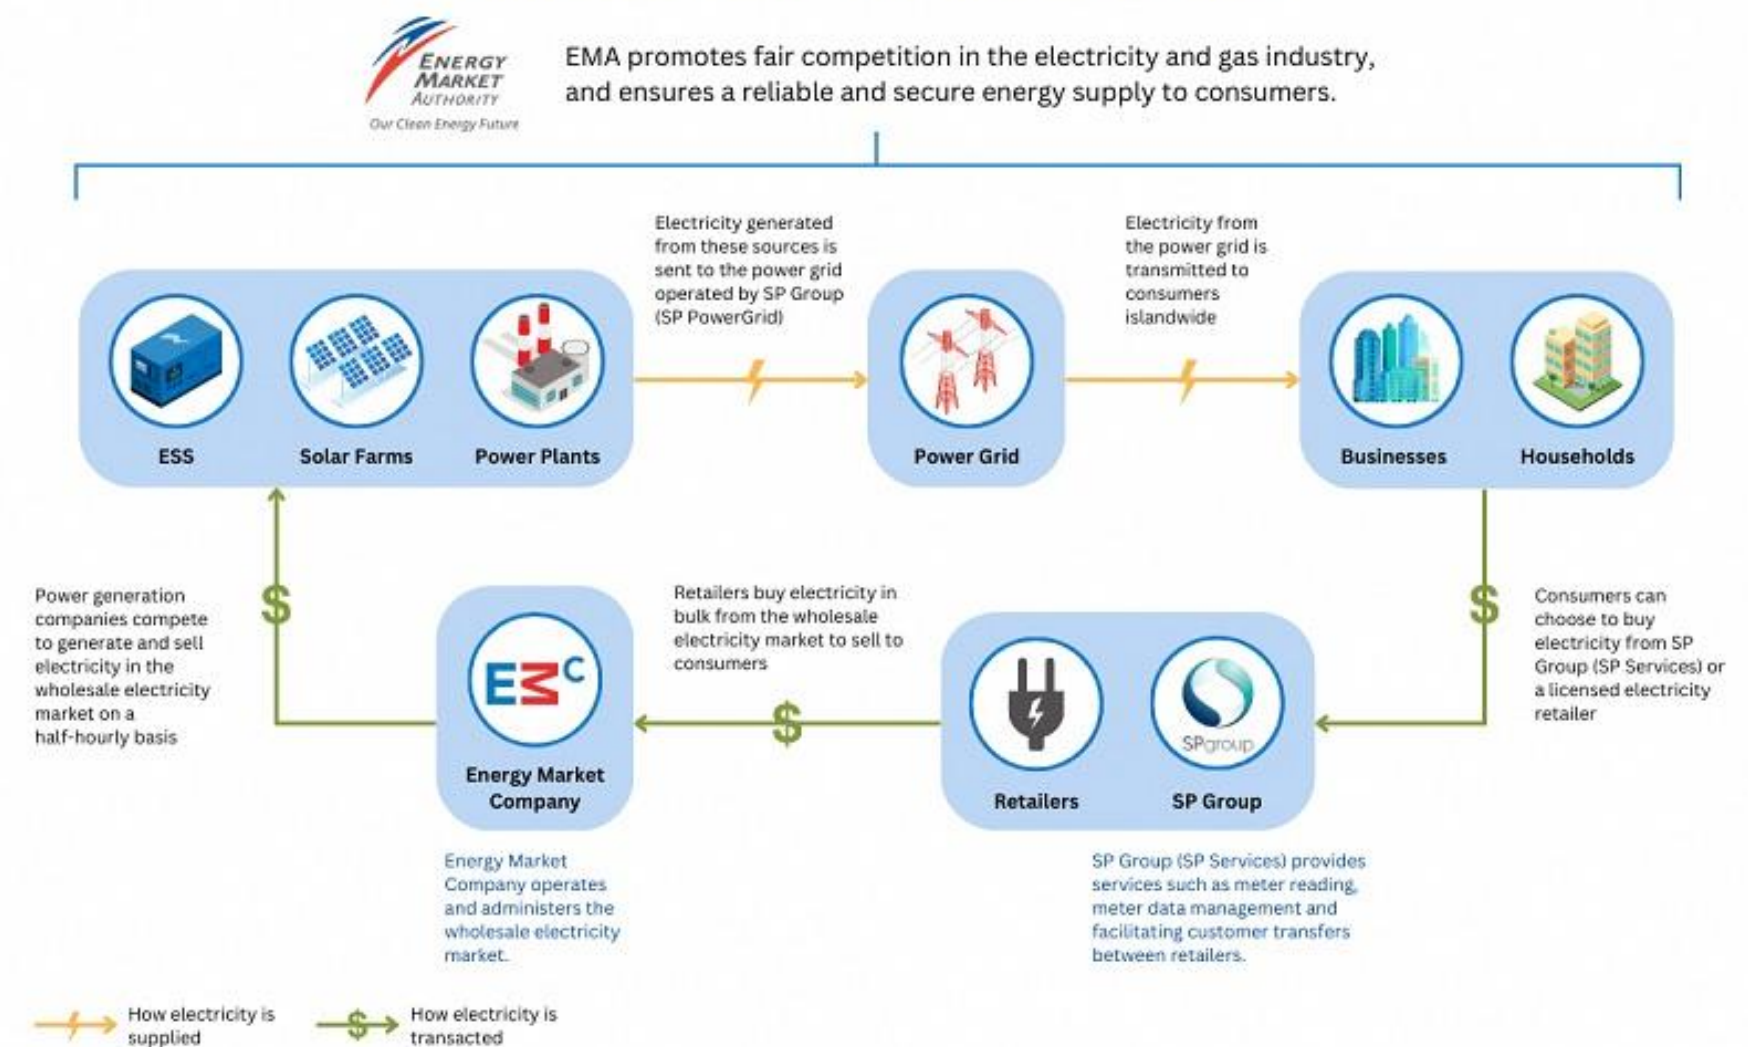 ENERGY
MARKET
AUTHORITY
Our Clean Energy Future
EMA promotes fair competition in the electricity and gas industry,
and ensures a reliable and secure energy supply to consumers.
Electricity generated
from these sources is
sent to the power grid
operated by SP Group
(SP PowerGrid)
Electricity from
the power grid is
transmitted to
consumers
islandwide
ESS
Solar Farms
Power Plants
Power Grid
Businesses
Households
Power generation
companies compete
to generate and sell
electricity in the
wholesale electricity
market on a
half-hourly basis
$
EMC
Energy Market
Company
Retailers buy electricity in
bulk from the wholesale
electricity market to sell to
consumers
$
SPgroup
Retailers
SP Group
$
Consumers can
choose to buy
electricity from SP
Group (SP Services) or
a licensed electricity
retailer
Energy Market
Company operates
and administers the
wholesale electricity
market.
SP Group (SP Services) provides
services such as meter reading,
meter data management and
facilitating customer transfers
between retailers.
How electricity is
supplied
$
How electricity is
transacted